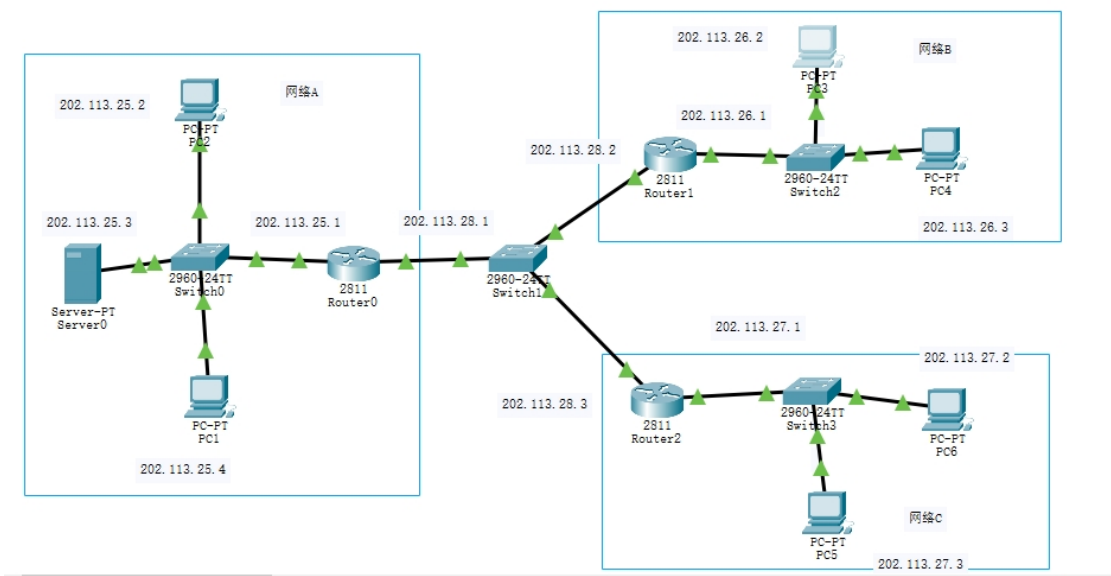 网络A
202.113.25.2
PC-PT
PC2
202.113.25.3
Server-PT
Server0
2960-24TT
Switch0
202.113.25.1
2811
Router0
202.113.28.1
PC-PT
PC1
202.113.25.4
2960-24TT
Switch1
网络B
202.113.26.2
PC-PT
PC3
202.113.26.1
202.113.28.2
2811
Router1
2960-24TT
Switch2
PC-PT
PC4
202.113.26.3
202.113.27.1
202.113.27.2
202.113.28.3
2811
Router2
2960-24TT
Switch3
PC-PT
PC6
网络C
PC-PT
PC5
202.113.27.3